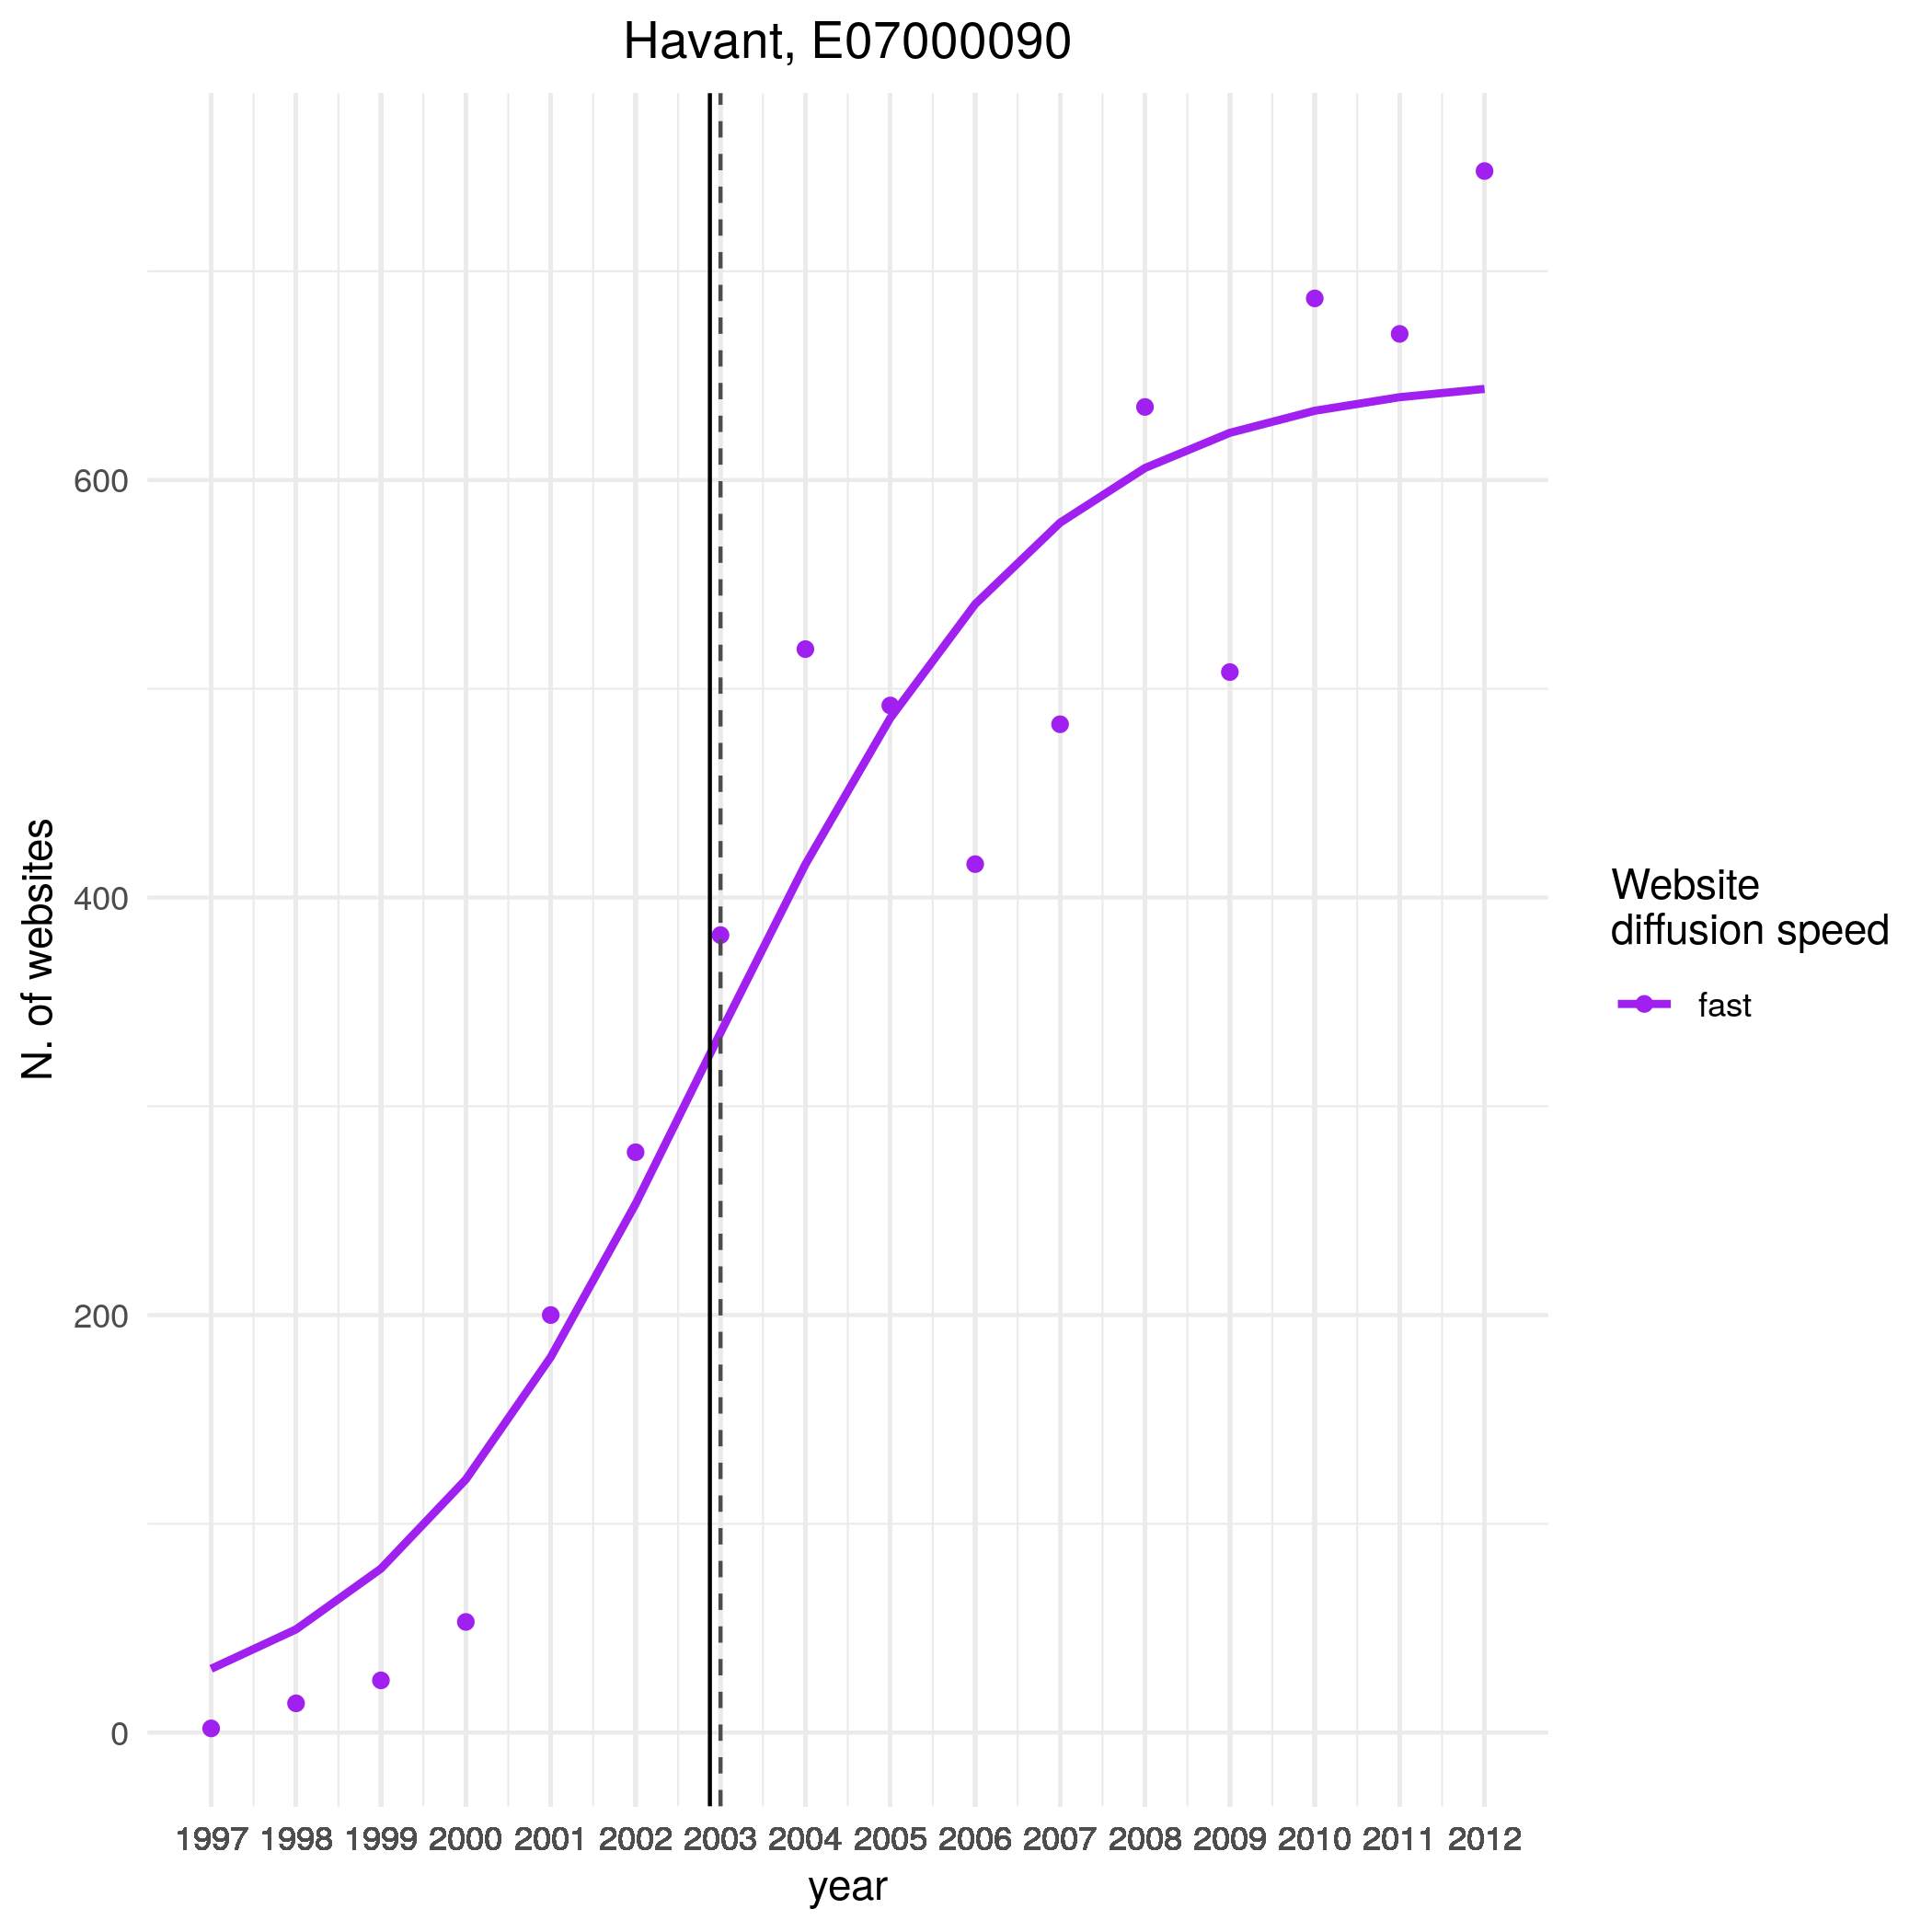 Havant, E07000090
N. of websites
600
400
200
0
1997 1998 1999 2000 2001 2002 2003 2004 2005 2006 2007 2008 2009 2010 2011 2012
year
Website
diffusion speed
fast